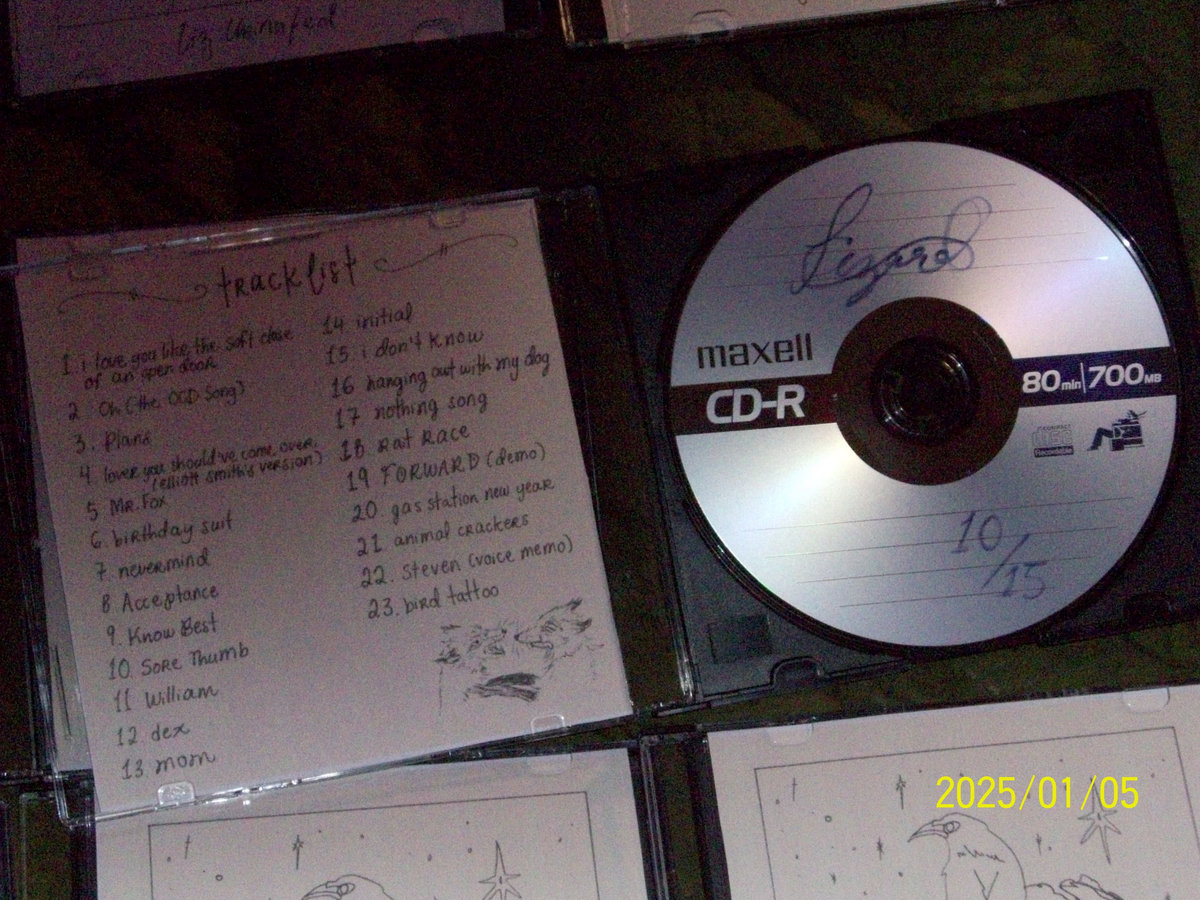 tracklist
1. i love you like the soft close
of an open door
2 Oh (the OCD Song)
3. Plans
4 lover, you should've come over
(elliott smith's version)
5 Mr. Fox
6. birthday suit
7. nevermind
8 Acceptance
9. Know Best
10. Sore Thumb
11 William
12 dex
13 mom
14 initial
15. i don't know
16 hanging out with my dog
17 nothing song
18 Rat Race
19 FORWARD (demo)
20 gas station new year
21 animal crackers
22. Steven (voice memo)
23. bird tattoo
Lizard
maxell
CD-R
80min 700MB
COMPACT
disc
Recordable
10/15
2025/01/05